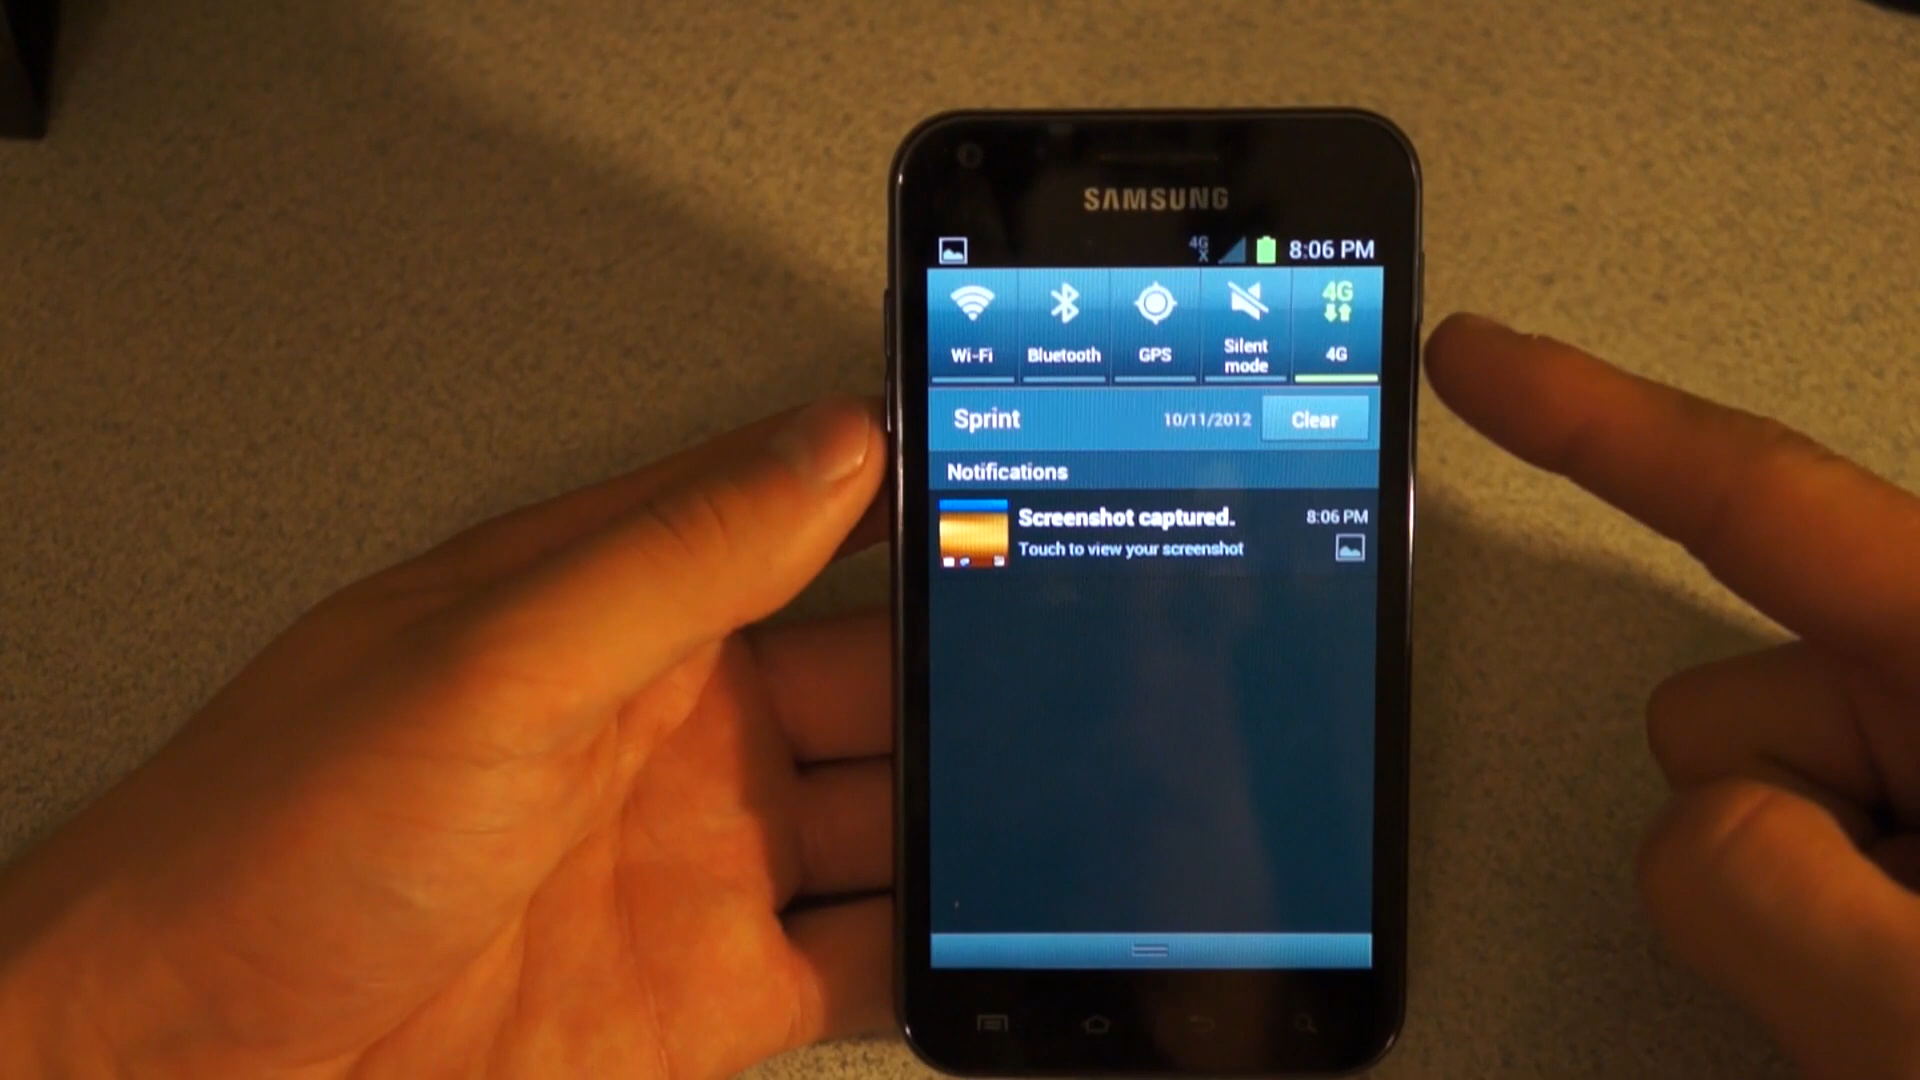 SAMSUNG
4G
X
8:06 PM
4G
Wi-Fi
Bluetooth
GPS
Silent
mode
4G
Sprint
10/11/2012
Clear
Notifications
Screenshot captured.
8:06 PM
Touch to view your screenshot